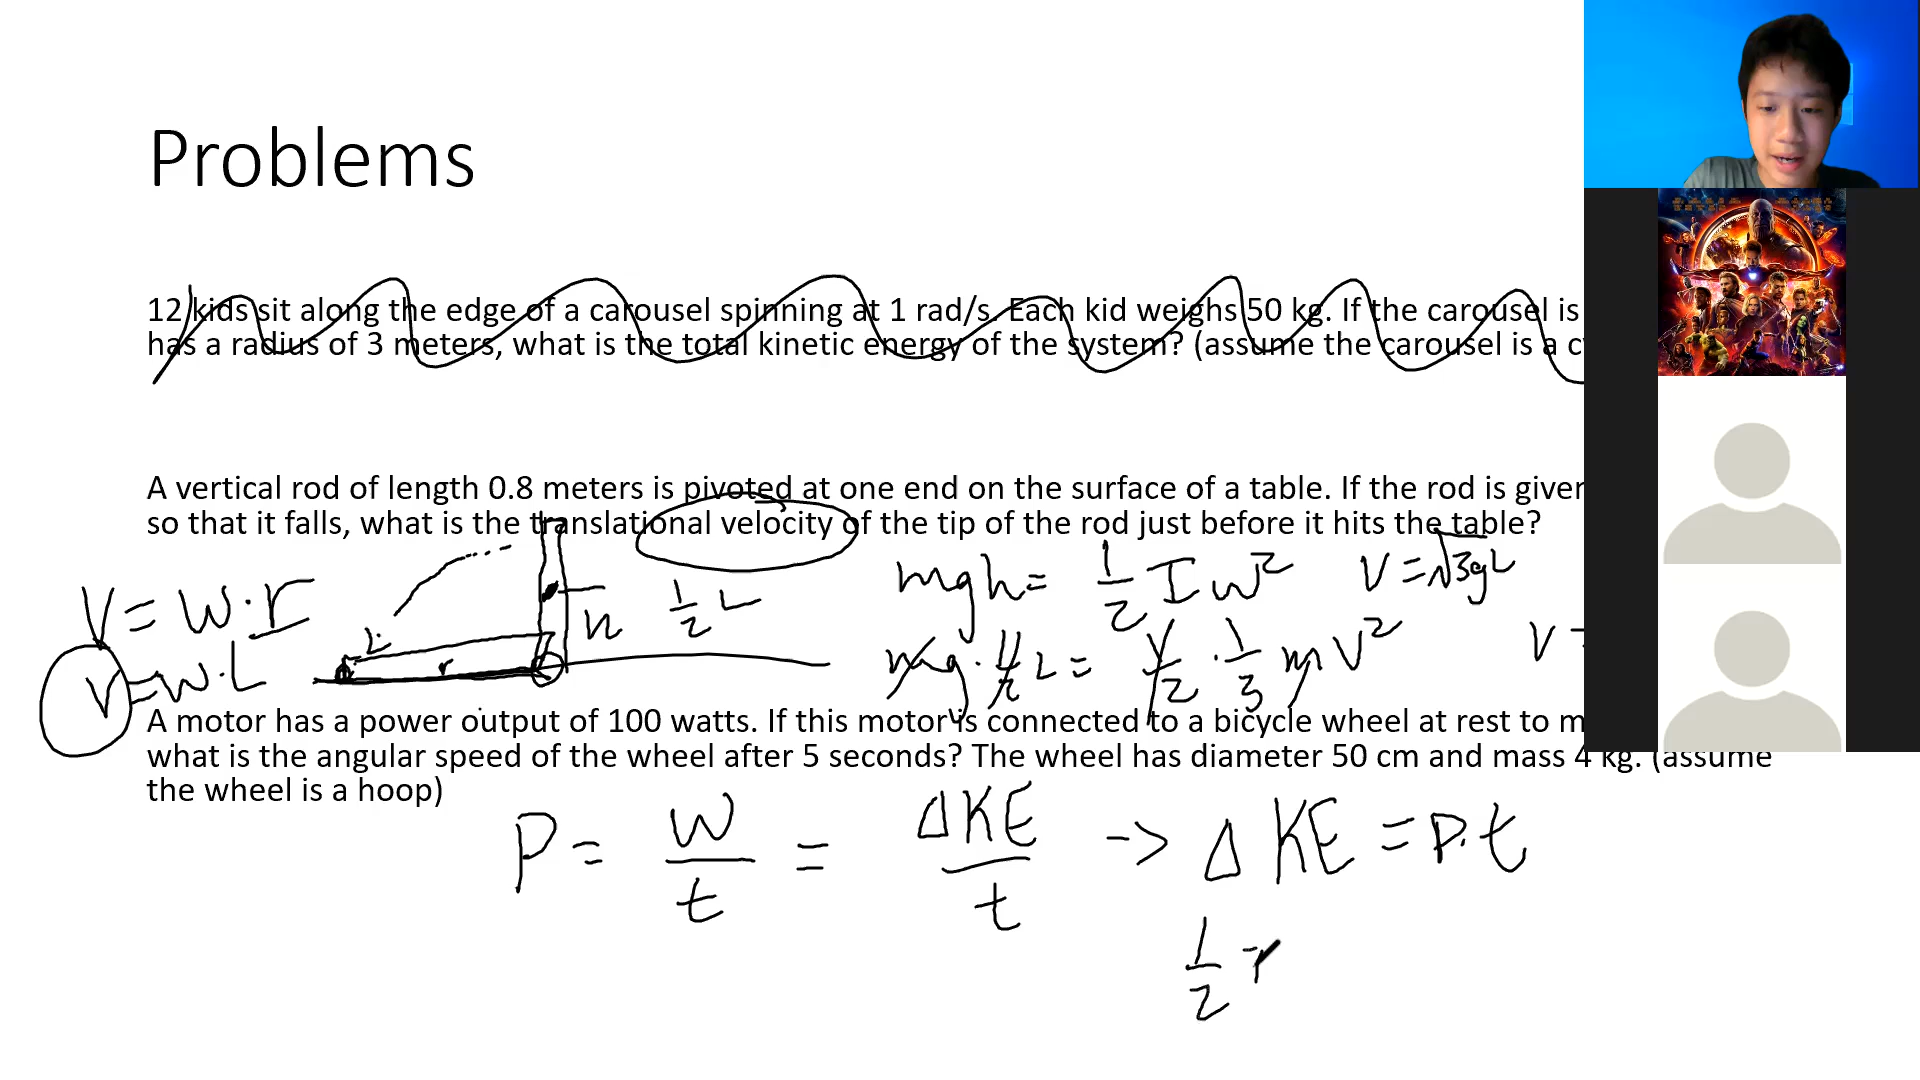 Problems
12 kids sit along the edge of a carousel spinning at 1 rad/s. Each kid weighs 50 kg. If the carousel is
has a radius of 3 meters, what is the total kinetic energy of the system? (assume the carousel is a
A vertical rod of length 0.8 meters is pivoted at one end on the surface of a table. If the rod is given
so that it falls, what is the translational velocity of the tip of the rod just before it hits the table?
V = w·r
h
1/2 L
mgh = 1/2 I w²
V = √3gL
L
r
V = w·L
mg · 1/2 L = 1/2 · 1/3 m V²
V =
A motor has a power output of 100 watts. If this motor is connected to a bicycle wheel at rest to
what is the angular speed of the wheel after 5 seconds? The wheel has diameter 50 cm and mass 4 kg. (assume
the wheel is a hoop)
P = W/t = ΔKE/t -> ΔKE = P·t
1/2